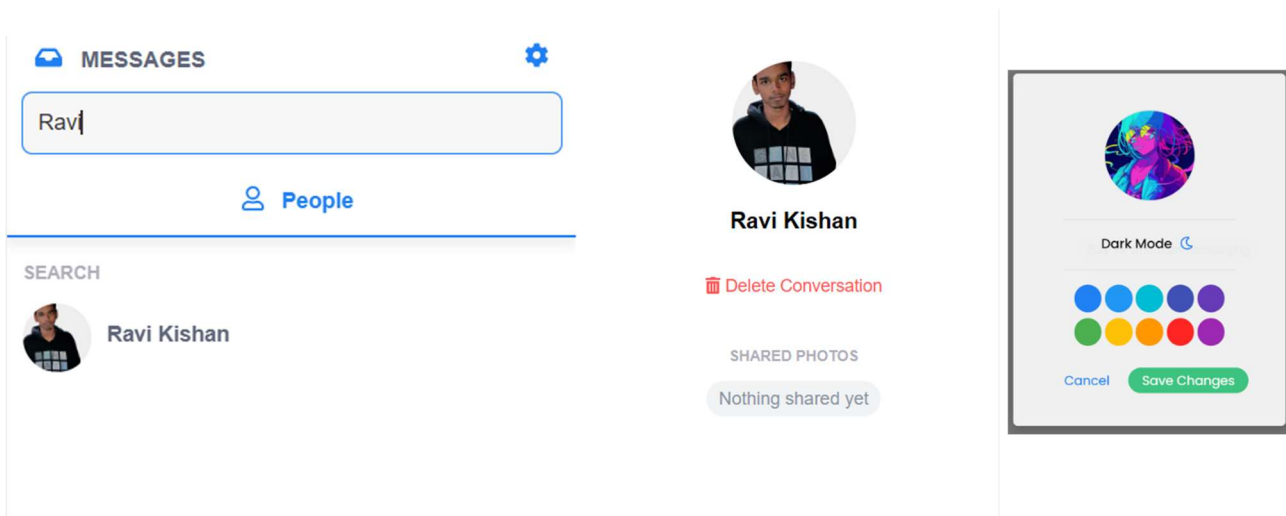 MESSAGES
Ravi
People
SEARCH
Ravi Kishan
Ravi Kishan
Delete Conversation
SHARED PHOTOS
Nothing shared yet
Dark Mode
Cancel Save Changes